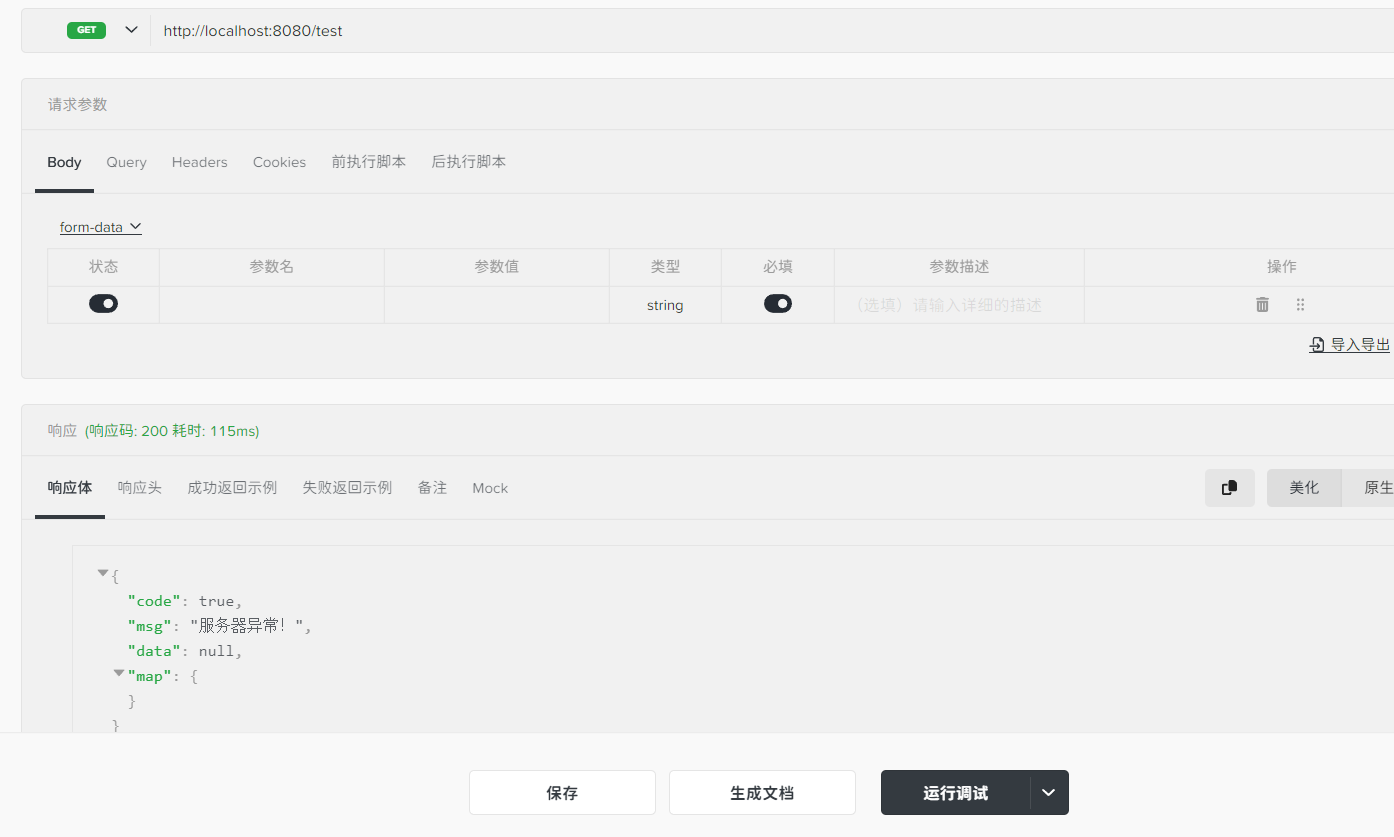 GET http://localhost:8080/test
请求参数
Body Query Headers Cookies 前执行脚本 后执行脚本
form-data
状态 参数名 参数值 类型 必填 参数描述 操作
string (选填) 请输入详细的描述
导入导出
响应 (响应码: 200 耗时: 115ms)
响应体 响应头 成功返回示例 失败返回示例 备注 Mock 美化 原生
{
"code": true,
"msg": "服务器异常！",
"data": null,
"map": {
}
}
保存 生成文档 运行调试